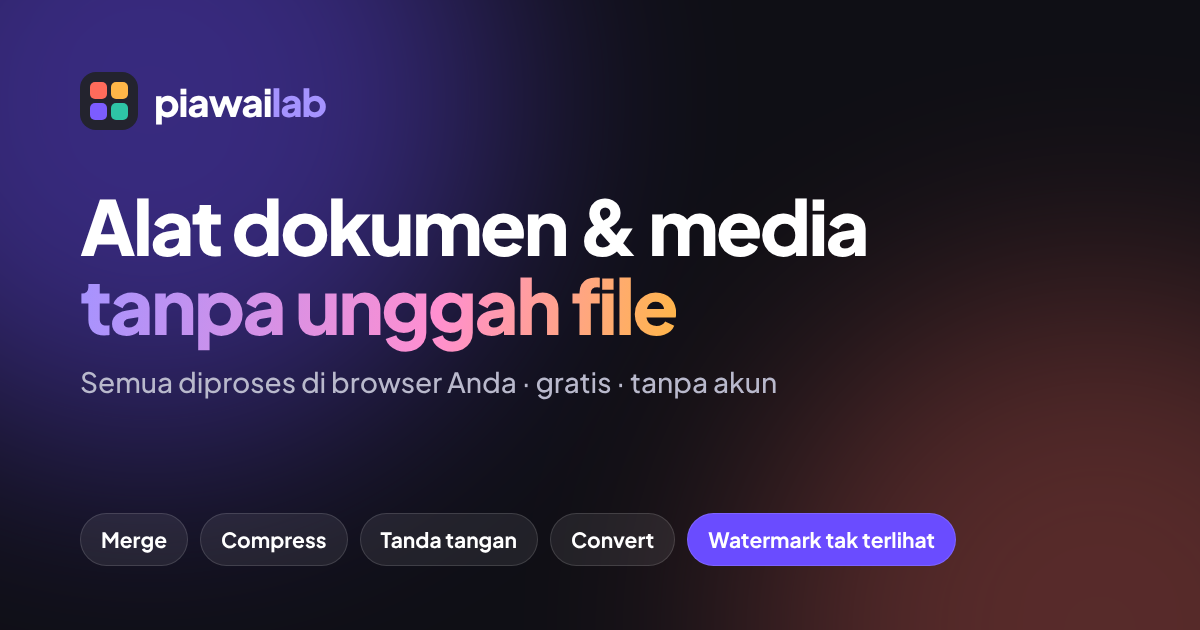 piawailab
Alat dokumen & media
tanpa unggah file
Semua diproses di browser Anda · gratis · tanpa akun
Merge
Compress
Tanda tangan
Convert
Watermark tak terlihat